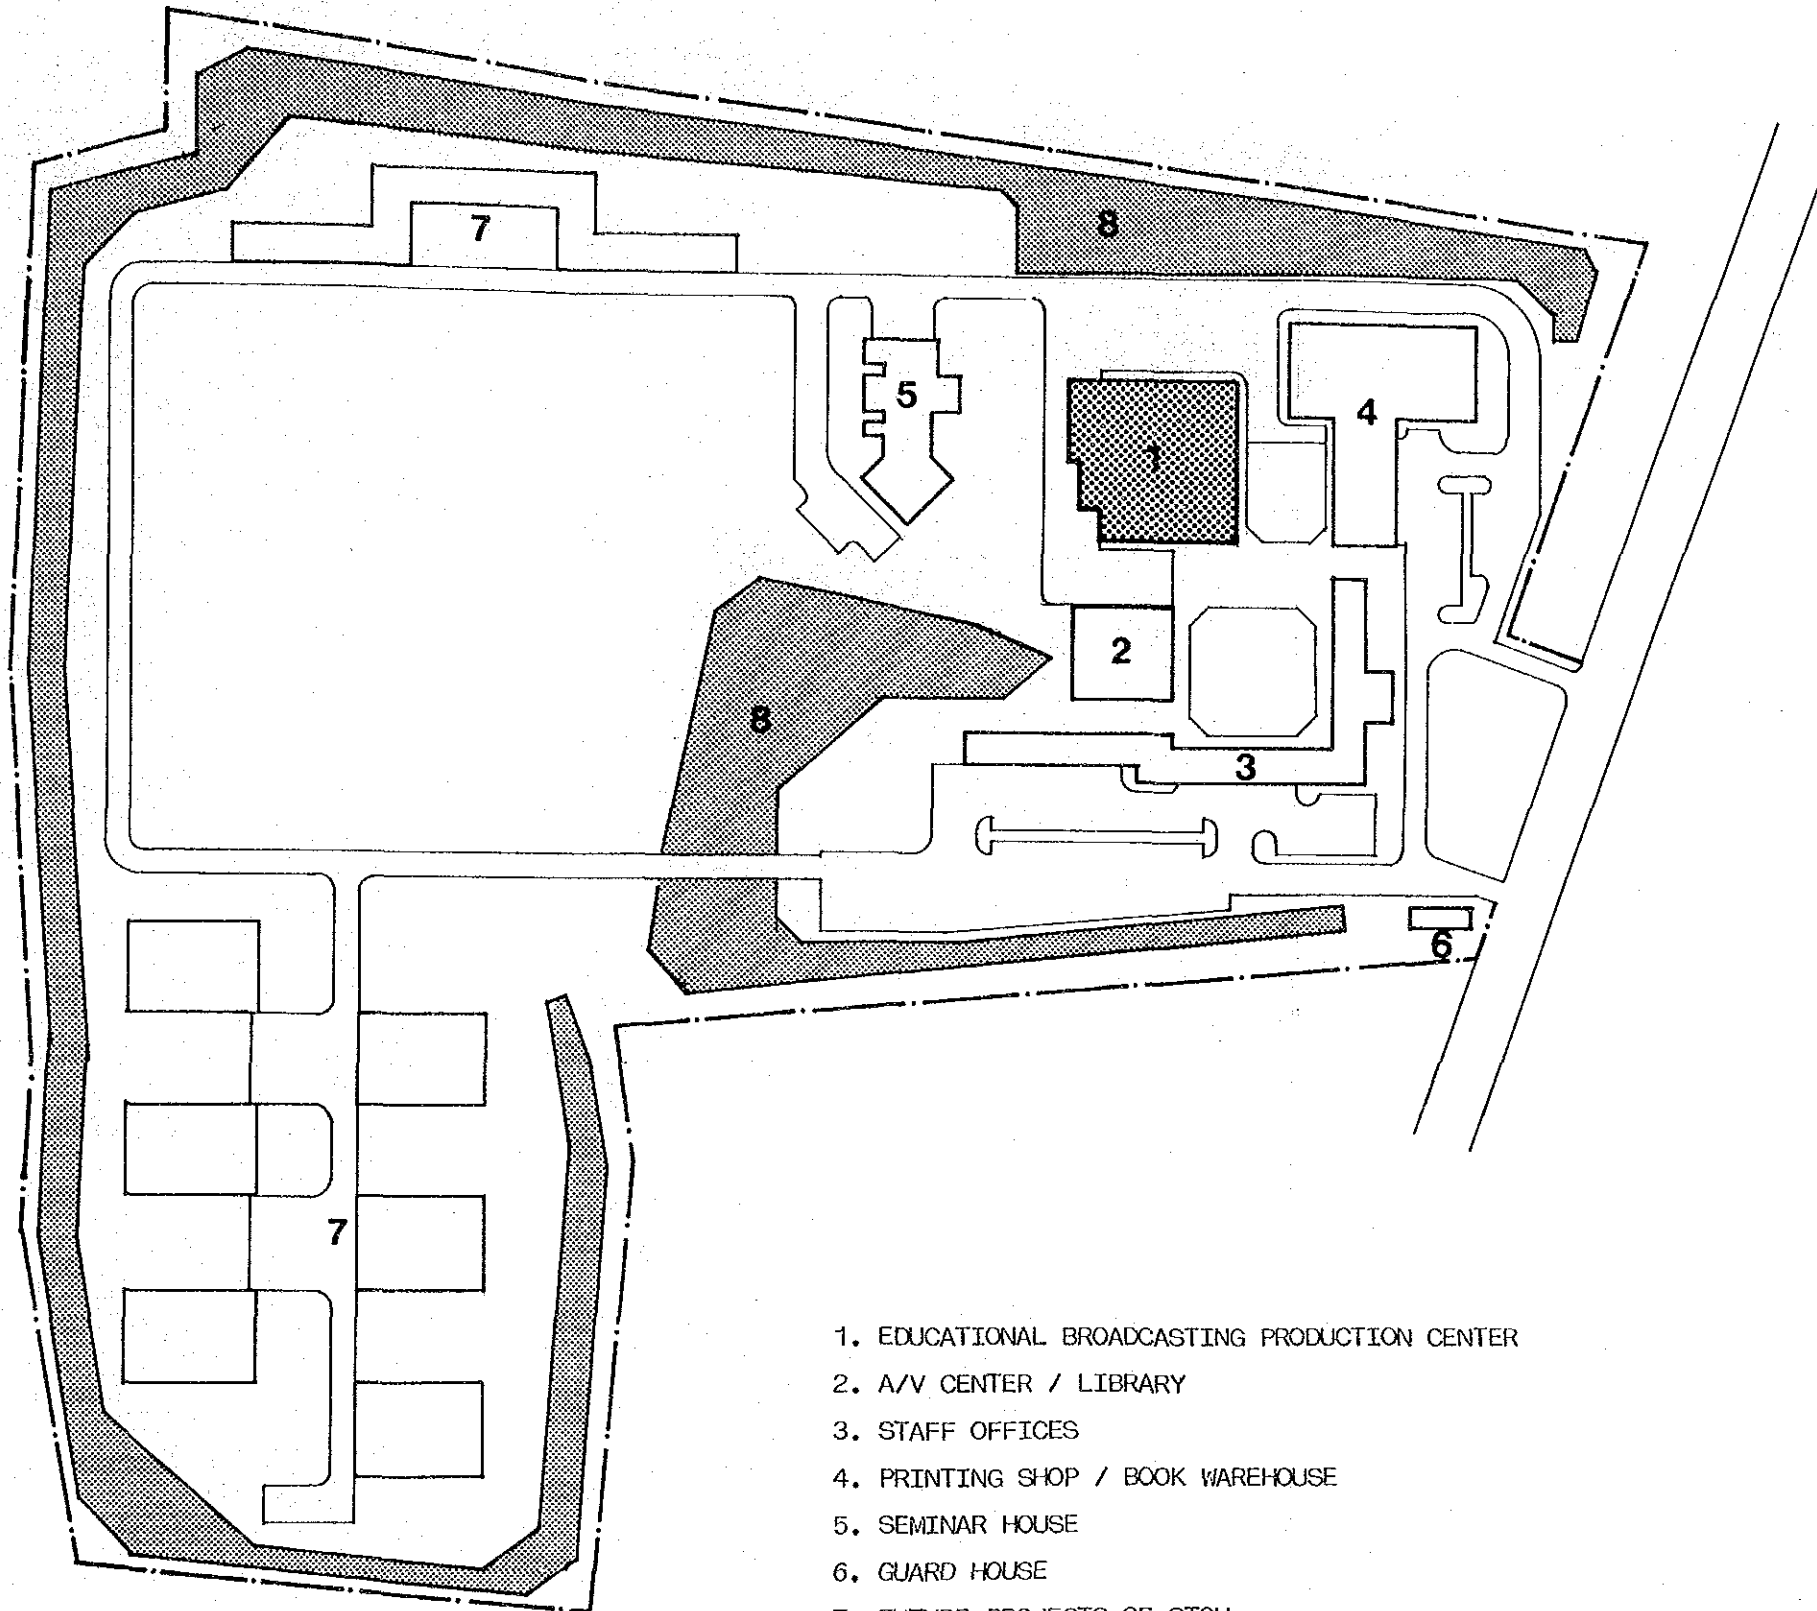 7
8
5
4
1
2
8
3
6
7
1. EDUCATIONAL BROADCASTING PRODUCTION CENTER
2. A/V CENTER / LIBRARY
3. STAFF OFFICES
4. PRINTING SHOP / BOOK WAREHOUSE
5. SEMINAR HOUSE
6. GUARD HOUSE